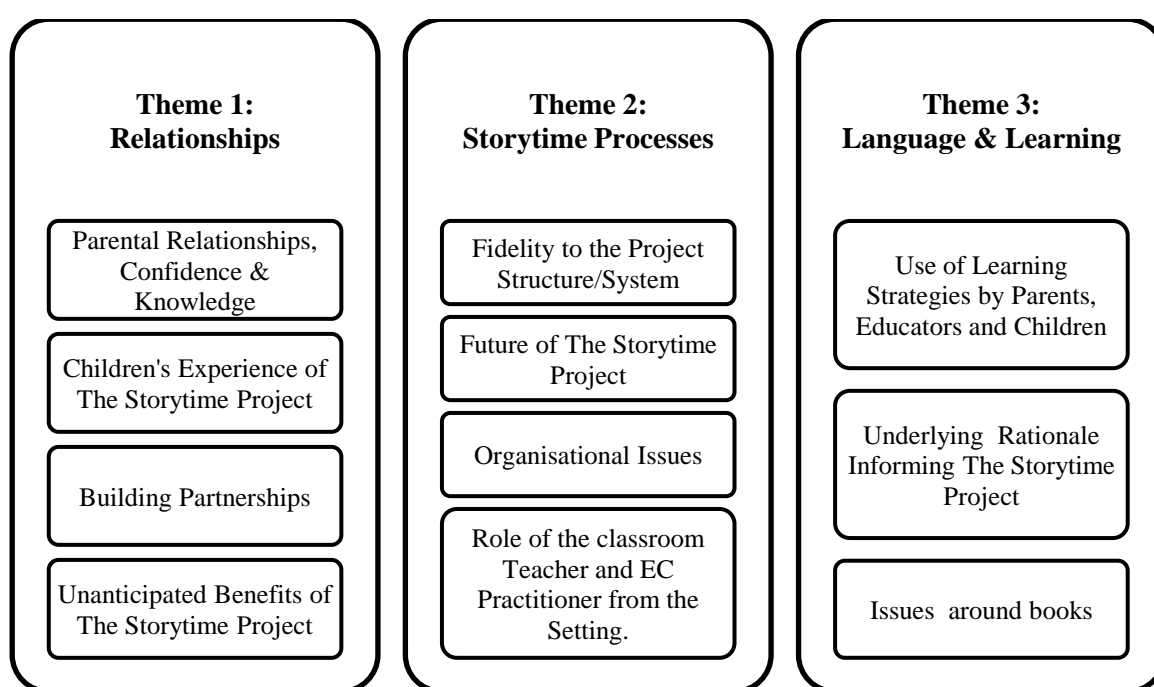 Theme 1:
Relationships
Parental Relationships,
Confidence &
Knowledge
Children's Experience of
The Storytime Project
Building Partnerships
Unanticipated Benefits of
The Storytime Project
Theme 2:
Storytime Processes
Fidelity to the Project
Structure/System
Future of The Storytime
Project
Organisational Issues
Role of the classroom
Teacher and EC
Practitioner from the
Setting.
Theme 3:
Language & Learning
Use of Learning
Strategies by Parents,
Educators and Children
Underlying Rationale
Informing The Storytime
Project
Issues around books